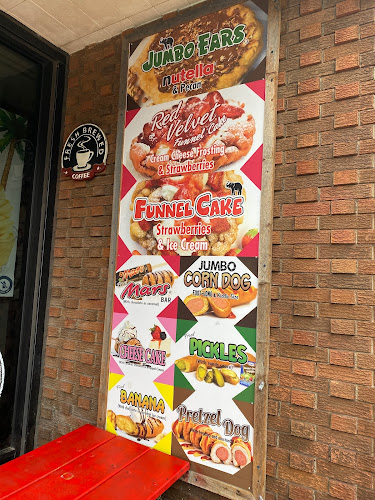 JUMBO EARS
nutella
& Pecan
Red
Velvet
Funnel Cake
Cream Cheese Frosting
& Strawberries
FUNNEL CAKE
Strawberries
& Ice Cream
FRESH BREWED
COFFEE
Mars
BAR
JUMBO
CORN DOG
CHEESE CAKE
PICKLES
BANANA
Pretzel Dog